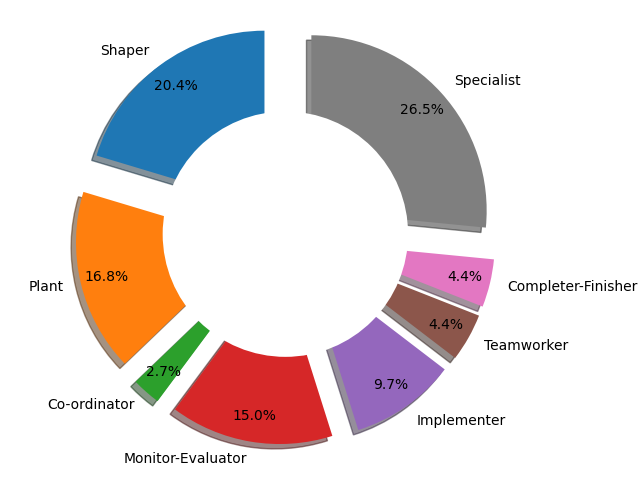 Shaper
20.4%
Specialist
26.5%
Plant
16.8%
4.4%
Completer-Finisher
4.4%
Teamworker
2.7%
Co-ordinator
9.7%
Implementer
15.0%
Monitor-Evaluator